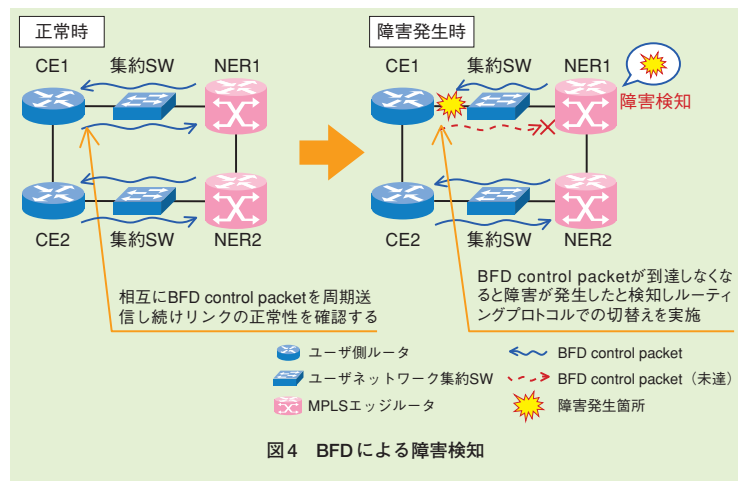 正常時
障害発生時
CE1 集約SW NER1
CE1 集約SW NER1
障害検知
CE2 集約SW NER2
CE2 集約SW NER2
相互にBFD control packetを周期送
信し続けリンクの正常性を確認する
BFD control packetが到達しなくな
ると障害が発生したと検知しルーティ
ングプロトコルでの切替えを実施
ユーザ側ルータ
BFD control packet
ユーザネットワーク集約SW
BFD control packet（未達）
MPLSエッジルータ
障害発生箇所
図4 BFDによる障害検知